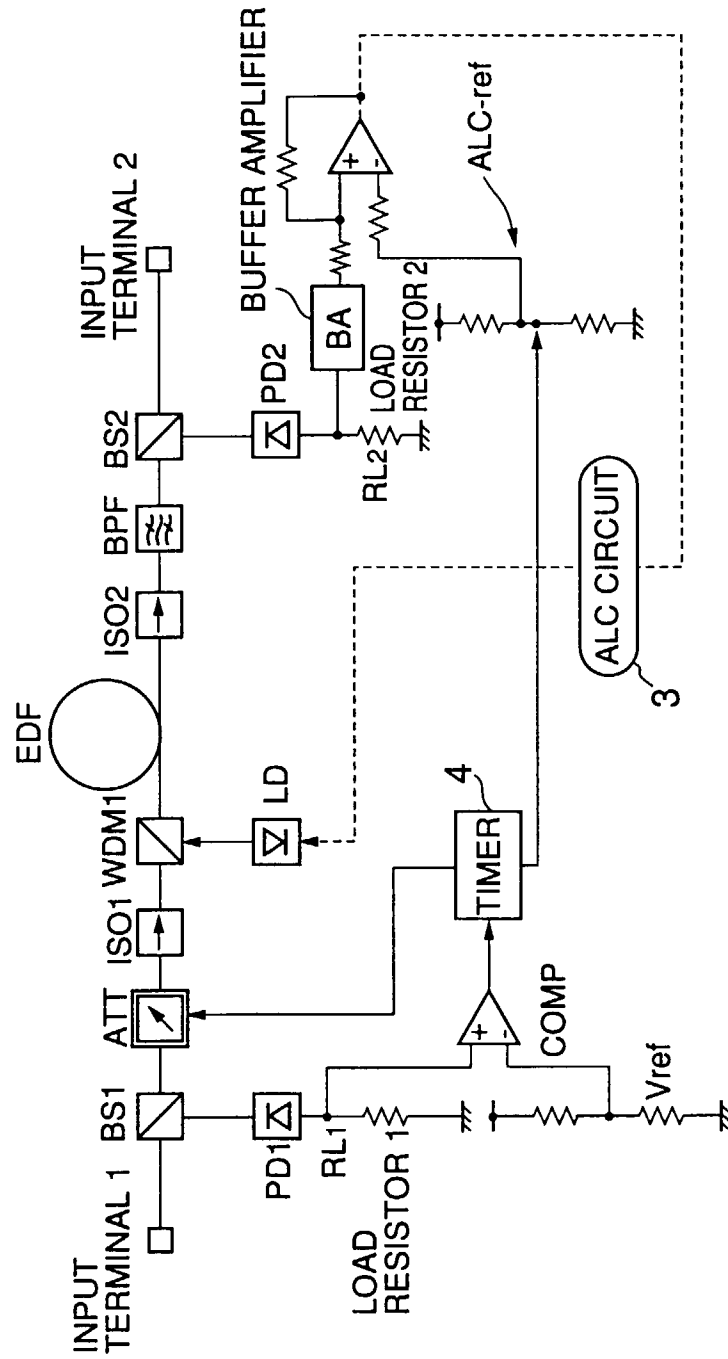 INPUT
TERMINAL 1
BS1
ATT
ISO1
WDM1
EDF
ISO2
BPF
BS2
INPUT
TERMINAL 2
PD1
RL1
LOAD
RESISTOR 1
Vref
COMP
TIMER
4
LD
PD2
RL2
LOAD
RESISTOR 2
BA
BUFFER AMPLIFIER
+
-
+
-
ALC-ref
ALC CIRCUIT
3